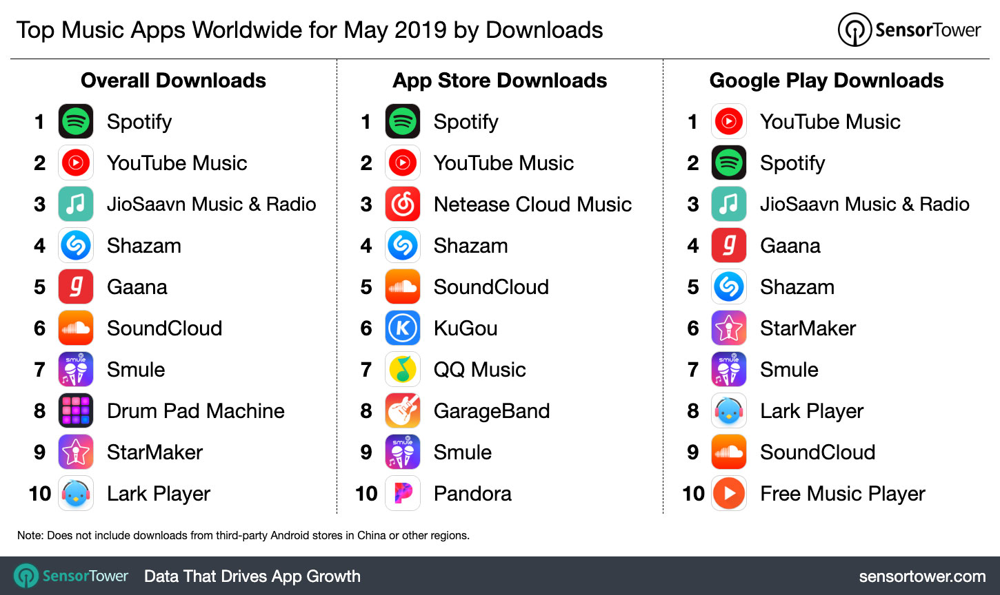 Top Music Apps Worldwide for May 2019 by Downloads
SensorTower
Overall Downloads
1 Spotify
2 YouTube Music
3 JioSaavn Music & Radio
4 Shazam
5 Gaana
6 SoundCloud
7 smule Smule
8 Drum Pad Machine
9 StarMaker
10 Lark Player
App Store Downloads
1 Spotify
2 YouTube Music
3 Netease Cloud Music
4 Shazam
5 SoundCloud
6 K KuGou
7 QQ Music
8 GarageBand
9 smule Smule
10 Pandora
Google Play Downloads
1 YouTube Music
2 Spotify
3 JioSaavn Music & Radio
4 Gaana
5 Shazam
6 StarMaker
7 smule Smule
8 Lark Player
9 SoundCloud
10 Free Music Player
Note: Does not include downloads from third-party Android stores in China or other regions.
SensorTower Data That Drives App Growth sensortower.com